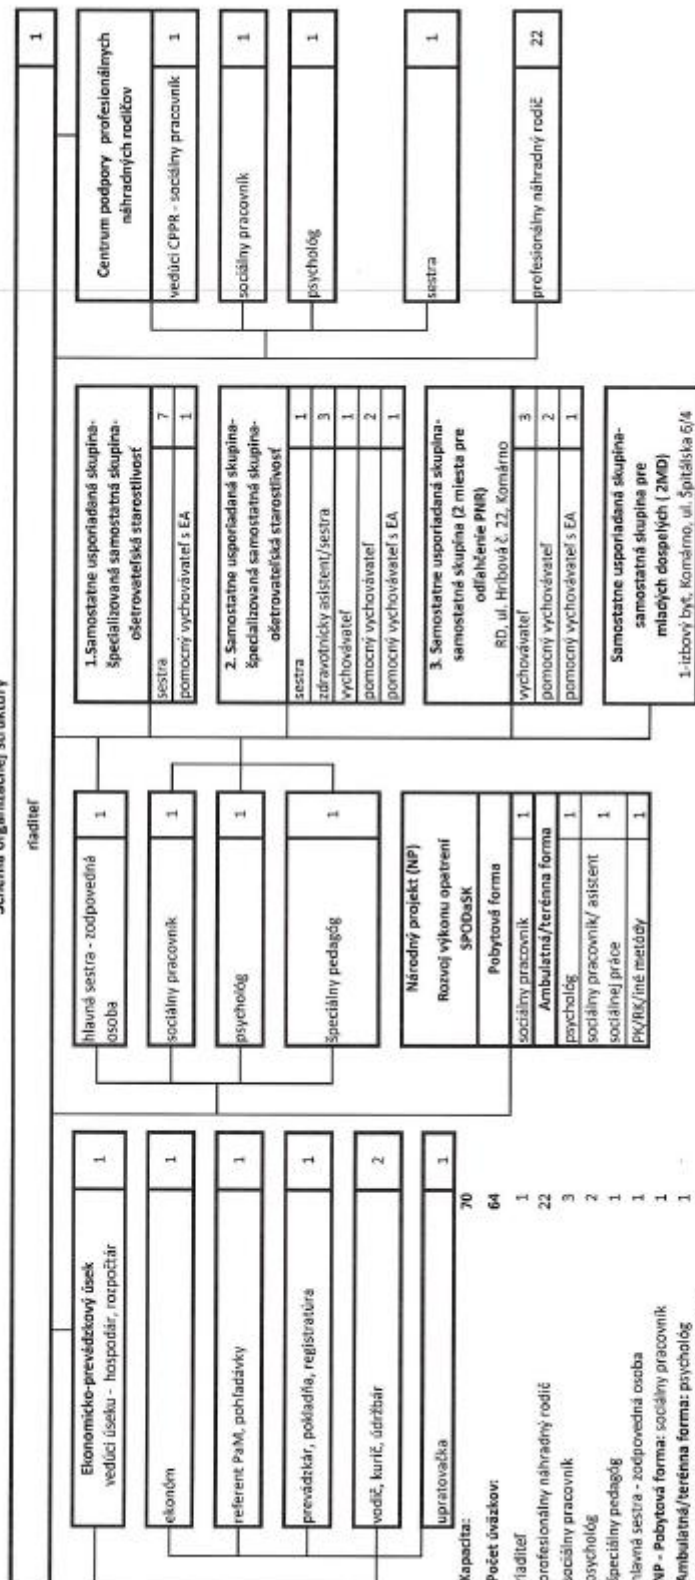 Schéma organizačnej štruktúry
riaditeľ 1
Ekonomicko-prevádzkový úsek
vedúci úseku - hospodár, rozpočtár 1
ekonóm 1
referent PaM, pohľadávky 1
prevádzkár, pokladňa, registratúra 1
vodič, kurič, údržbár 2
upratovačka 1
Kapacita: 70
Počet úväzkov: 64
riaditeľ 1
profesionálny náhradný rodič 22
sociálny pracovník 3
psychológ 2
špeciálny pedagóg 1
hlavná sestra - zodpovedná osoba 1
NP - Pobytová forma: sociálny pracovník 1
Ambulatná/terénna forma: psychológ 1
hlavná sestra - zodpovedná
osoba 1
sociálny pracovník 1
psychológ 1
špeciálny pedagóg 1
Národný projekt (NP)
Rozvoj výkonu opatrení
SPODaSK
Pobytová forma
sociálny pracovník 1
Ambulatná/terénna forma
psychológ 1
sociálny pracovník/ asistent
sociálnej práce 1
PK/RK/iné metódy 1
1.Samostatne usporiadaná skupina-
špecializovaná samostatná skupina-
ošetrovateľská starostlivosť
sestra 7
pomocný vychovávateľ s EA 1
2. Samostatne usporiadaná skupina-
špecializovaná samostatná skupina-
ošetrovateľská starostlivosť
sestra 1
zdravotnícky asistent/sestra 3
vychovávateľ 1
pomocný vychovávateľ 2
pomocný vychovávateľ s EA 1
3. Samostatne usporiadaná skupina-
samostatná skupina (2 miesta pre
odľahčenie PNR)
RD, ul. Hríbová č. 22, Komárno
vychovávateľ 3
pomocný vychovávateľ 2
pomocný vychovávateľ s EA 1
Samostatne usporiadaná skupina-
samostatná skupina pre
mladých dospelých ( 2MD)
1-izbový byt, Komárno, ul. Špitálska 6/4
Centrum podpory profesionálnych
náhradných rodičov
vedúci CPPR - sociálny pracovník 1
sociálny pracovník 1
psychológ 1
sestra 1
profesionálny náhradný rodič 22